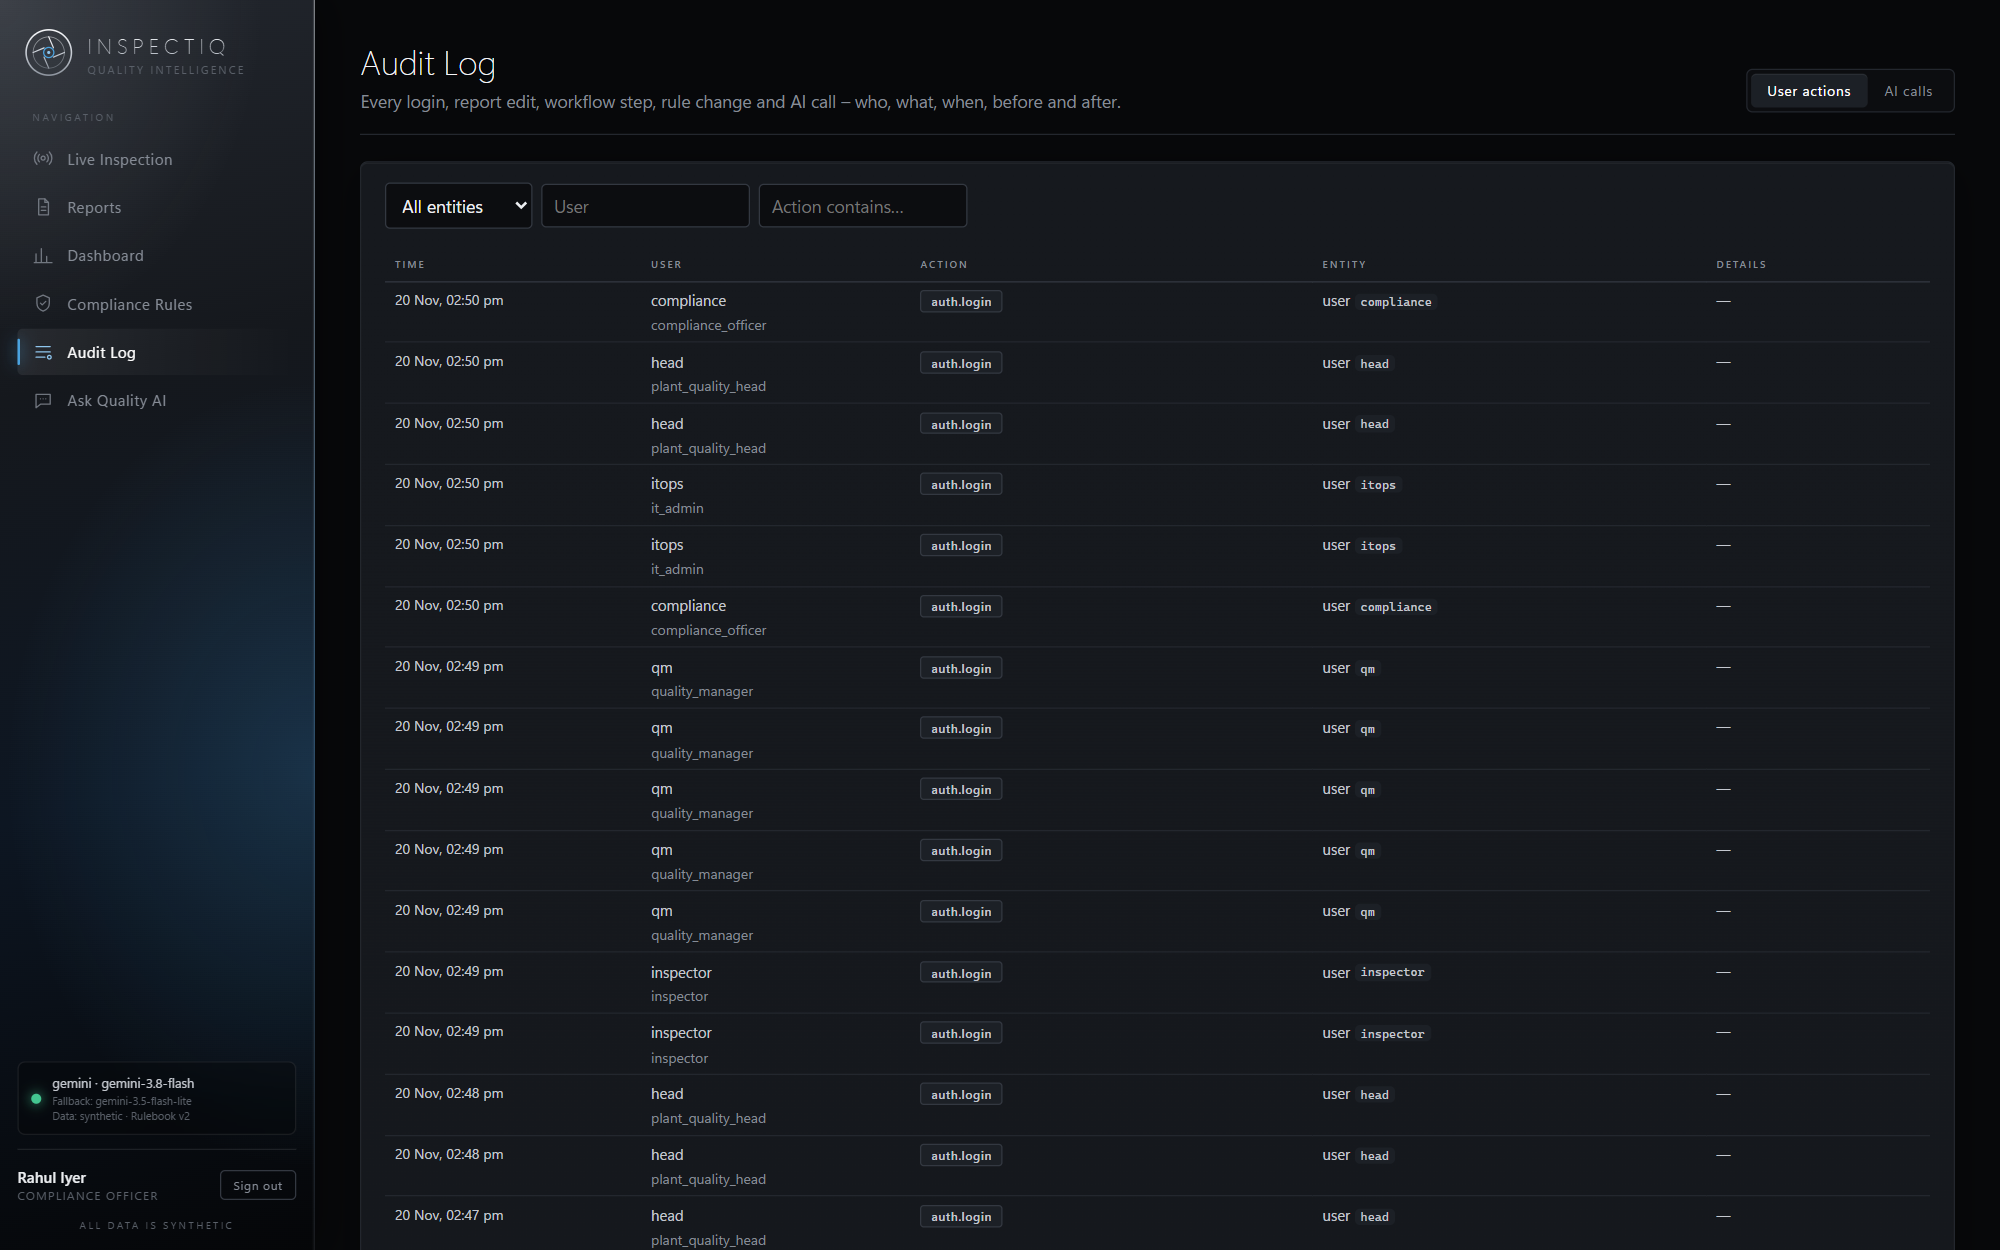 INSPECTIQ
QUALITY INTELLIGENCE
NAVIGATION
Live Inspection
Reports
Dashboard
Compliance Rules
Audit Log
Ask Quality AI
gemini · gemini-3.8-flash
Fallback: gemini-3.5-flash-lite
Data: synthetic · Rulebook v2
Rahul Iyer
COMPLIANCE OFFICER
Sign out
ALL DATA IS SYNTHETIC
Audit Log
Every login, report edit, workflow step, rule change and AI call – who, what, when, before and after.
User actions AI calls
All entities User Action contains...
TIME USER ACTION ENTITY DETAILS
20 Nov, 02:50 pm compliance auth.login user compliance —
compliance_officer
20 Nov, 02:50 pm head auth.login user head —
plant_quality_head
20 Nov, 02:50 pm head auth.login user head —
plant_quality_head
20 Nov, 02:50 pm itops auth.login user itops —
it_admin
20 Nov, 02:50 pm itops auth.login user itops —
it_admin
20 Nov, 02:50 pm compliance auth.login user compliance —
compliance_officer
20 Nov, 02:49 pm qm auth.login user qm —
quality_manager
20 Nov, 02:49 pm qm auth.login user qm —
quality_manager
20 Nov, 02:49 pm qm auth.login user qm —
quality_manager
20 Nov, 02:49 pm qm auth.login user qm —
quality_manager
20 Nov, 02:49 pm qm auth.login user qm —
quality_manager
20 Nov, 02:49 pm inspector auth.login user inspector —
inspector
20 Nov, 02:49 pm inspector auth.login user inspector —
inspector
20 Nov, 02:48 pm head auth.login user head —
plant_quality_head
20 Nov, 02:48 pm head auth.login user head —
plant_quality_head
20 Nov, 02:47 pm head auth.login user head —
plant_quality_head